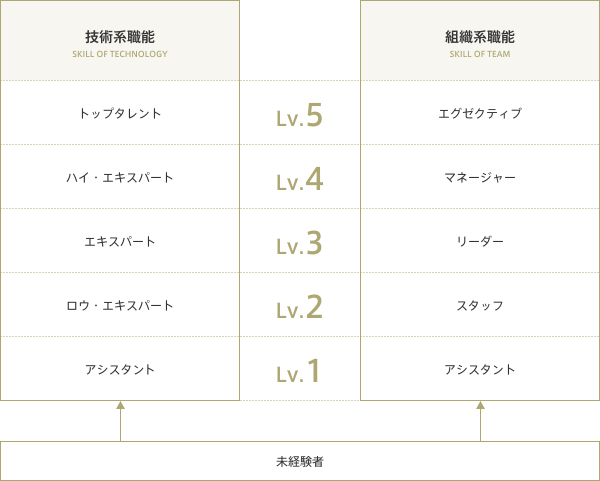 技術系職能
SKILL OF TECHNOLOGY
組織系職能
SKILL OF TEAM
トップタレント
Lv.5
エグゼクティブ
ハイ・エキスパート
Lv.4
マネージャー
エキスパート
Lv.3
リーダー
ロウ・エキスパート
Lv.2
スタッフ
アシスタント
Lv.1
アシスタント
未経験者